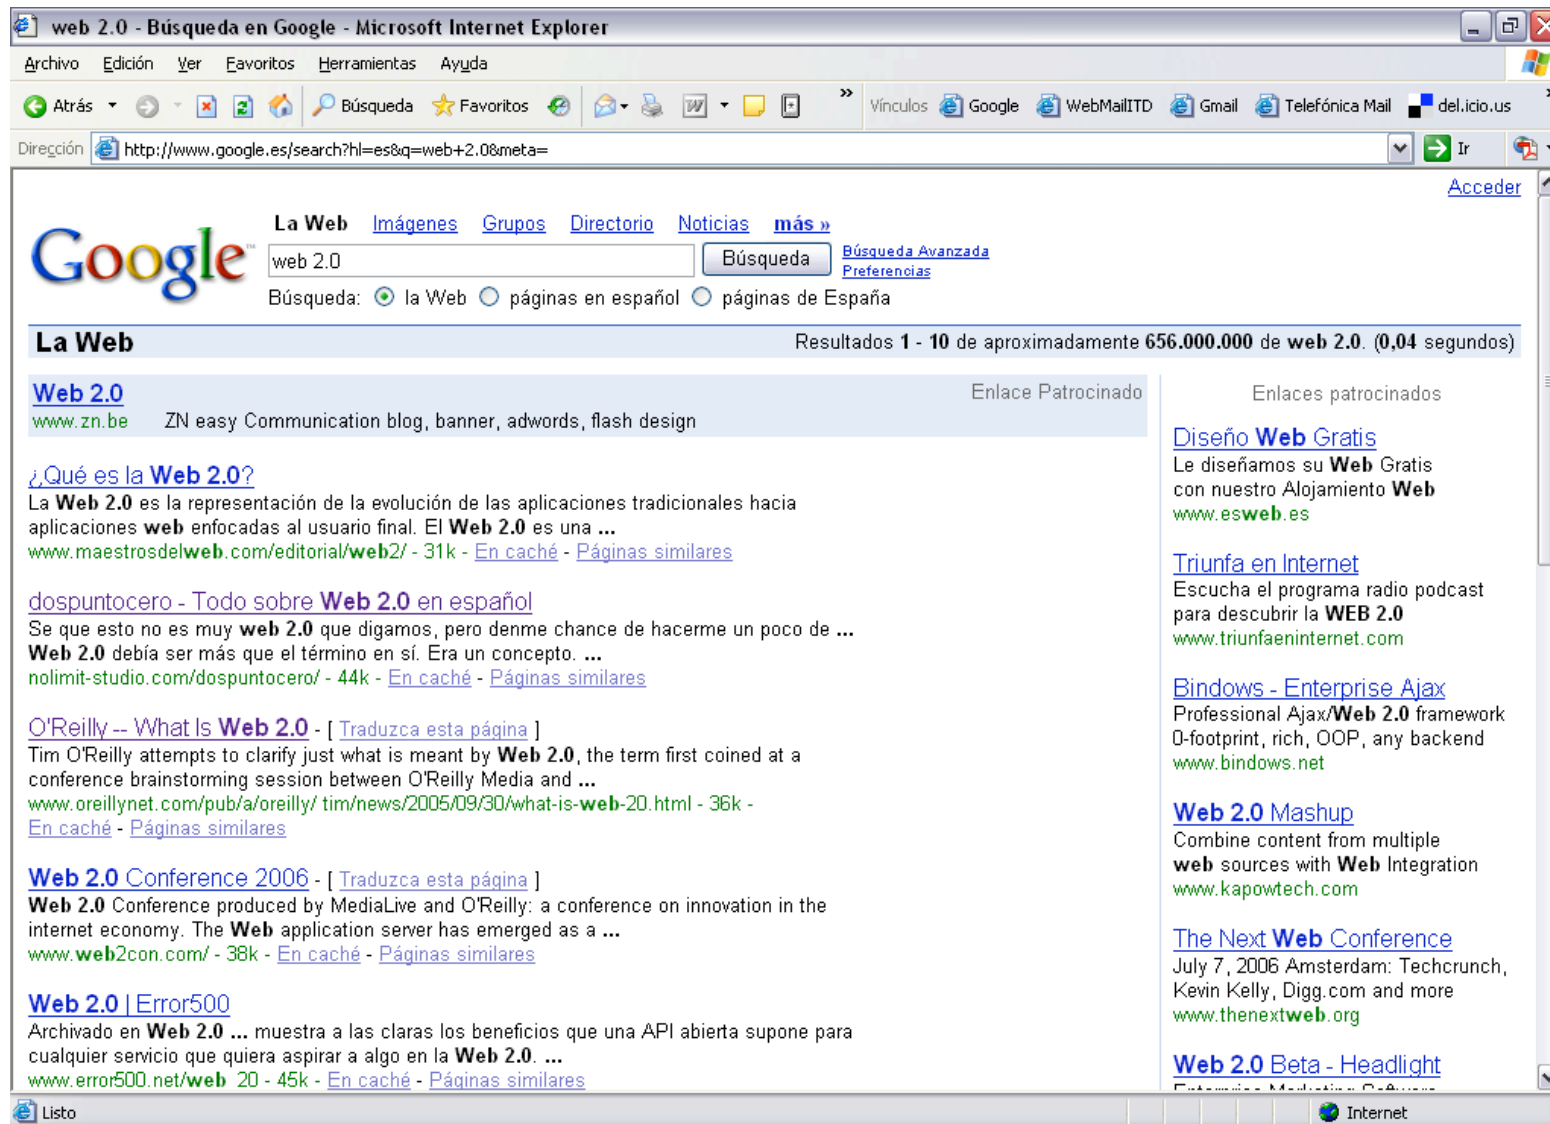 web 2.0 - Búsqueda en Google - Microsoft Internet Explorer
Archivo Edición Ver Favoritos Herramientas Ayuda
Atrás Búsqueda Favoritos » Vínculos Google WebMailITD Gmail Telefónica Mail del.icio.us
Dirección http://www.google.es/search?hl=es&q=web+2.0&meta= Ir
Acceder
La Web Imágenes Grupos Directorio Noticias más »
Google™
web 2.0 Búsqueda Búsqueda Avanzada
Preferencias
Búsqueda: la Web páginas en español páginas de España
La Web Resultados 1 - 10 de aproximadamente 656.000.000 de web 2.0. (0,04 segundos)
Web 2.0 Enlace Patrocinado
www.zn.be ZN easy Communication blog, banner, adwords, flash design
¿Qué es la Web 2.0?
La Web 2.0 es la representación de la evolución de las aplicaciones tradicionales hacia
aplicaciones web enfocadas al usuario final. El Web 2.0 es una ...
www.maestrosdelweb.com/editorial/web2/ - 31k - En caché - Páginas similares
dospuntocero - Todo sobre Web 2.0 en español
Se que esto no es muy web 2.0 que digamos, pero denme chance de hacerme un poco de ...
Web 2.0 debía ser más que el término en sí. Era un concepto. ...
nolimit-studio.com/dospuntocero/ - 44k - En caché - Páginas similares
O'Reilly -- What Is Web 2.0 - [ Traduzca esta página ]
Tim O'Reilly attempts to clarify just what is meant by Web 2.0, the term first coined at a
conference brainstorming session between O'Reilly Media and ...
www.oreillynet.com/pub/a/oreilly/ tim/news/2005/09/30/what-is-web-20.html - 36k -
En caché - Páginas similares
Web 2.0 Conference 2006 - [ Traduzca esta página ]
Web 2.0 Conference produced by MediaLive and O'Reilly: a conference on innovation in the
internet economy. The Web application server has emerged as a ...
www.web2con.com/ - 38k - En caché - Páginas similares
Web 2.0 | Error500
Archivado en Web 2.0 ... muestra a las claras los beneficios que una API abierta supone para
cualquier servicio que quiera aspirar a algo en la Web 2.0. ...
www.error500.net/web_20 - 45k - En caché - Páginas similares
Enlaces patrocinados
Diseño Web Gratis
Le diseñamos su Web Gratis
con nuestro Alojamiento Web
www.esweb.es
Triunfa en Internet
Escucha el programa radio podcast
para descubrir la WEB 2.0
www.triunfaeninternet.com
Bindows - Enterprise Ajax
Professional Ajax/Web 2.0 framework
0-footprint, rich, OOP, any backend
www.bindows.net
Web 2.0 Mashup
Combine content from multiple
web sources with Web Integration
www.kapowtech.com
The Next Web Conference
July 7, 2006 Amsterdam: Techcrunch,
Kevin Kelly, Digg.com and more
www.thenextweb.org
Web 2.0 Beta - Headlight
Enterprise Marketing Software
Listo Internet